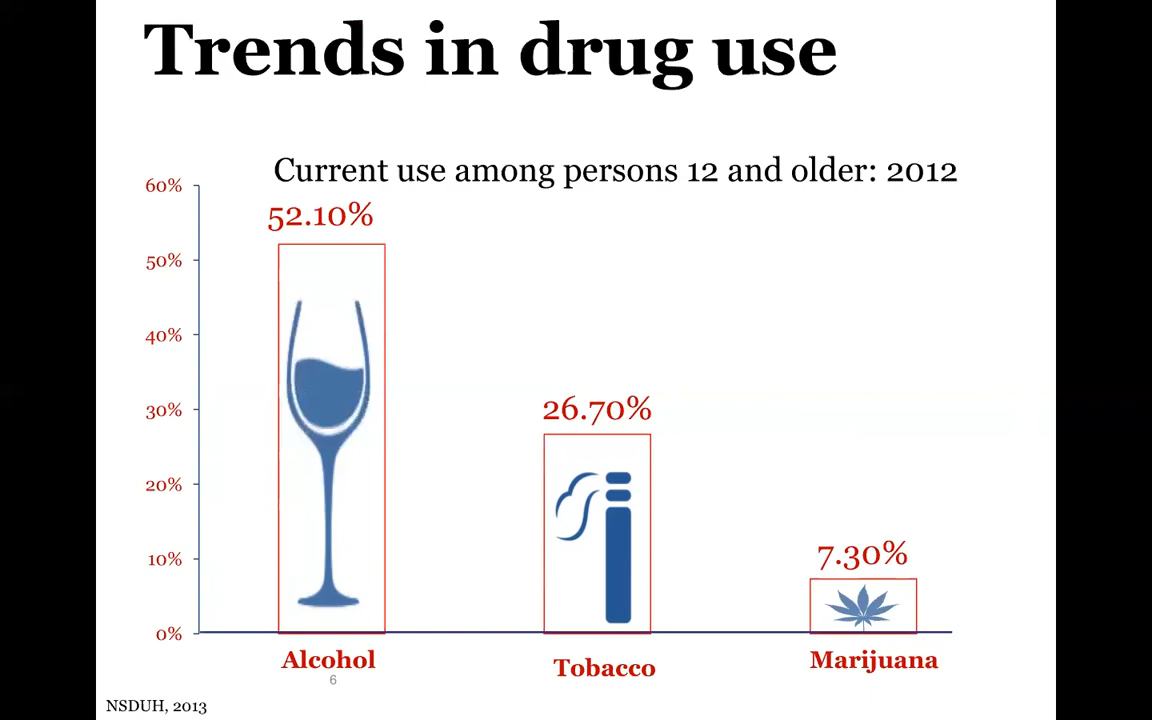 Trends in drug use
Current use among persons 12 and older: 2012
60%
50%
40%
30%
20%
10%
0%
52.10%
26.70%
7.30%
Alcohol
Tobacco
Marijuana
6
NSDUH, 2013